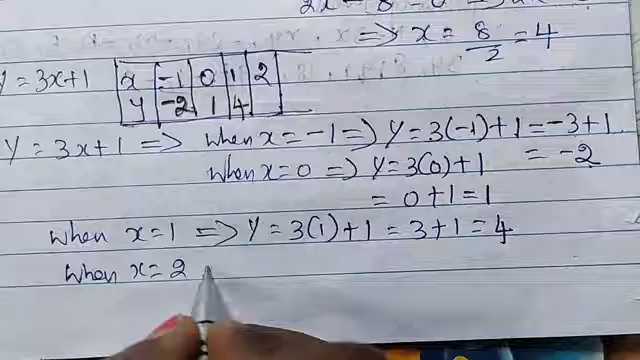 => x = 8/2 = 4
y = 3x+1 | x | -1 | 0 | 1 | 2
y | -2 | 1 | 4
y = 3x+1 => when x = -1 => y = 3(-1)+1 = -3+1
= -2
when x = 0 => y = 3(0)+1
= 0+1 = 1
when x = 1 => y = 3(1)+1 = 3+1 = 4
when x = 2